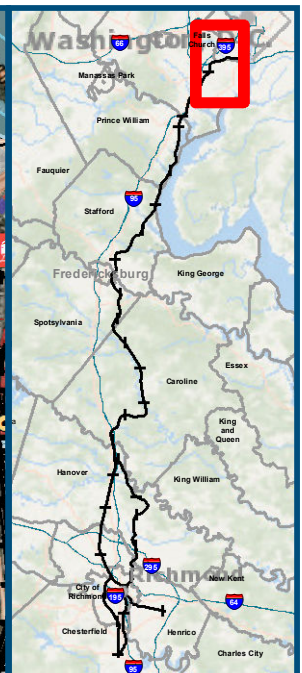 Washington
66
Falls
Church
395
Manassas Park
Prince William
Fauquier
95
Stafford
Fredericksburg
King George
Spotsylvania
Essex
Caroline
King
and
Queen
Hanover
King William
295
Richmond
New Kent
City of
Richmond
195
64
Chesterfield
Henrico
Charles City
95